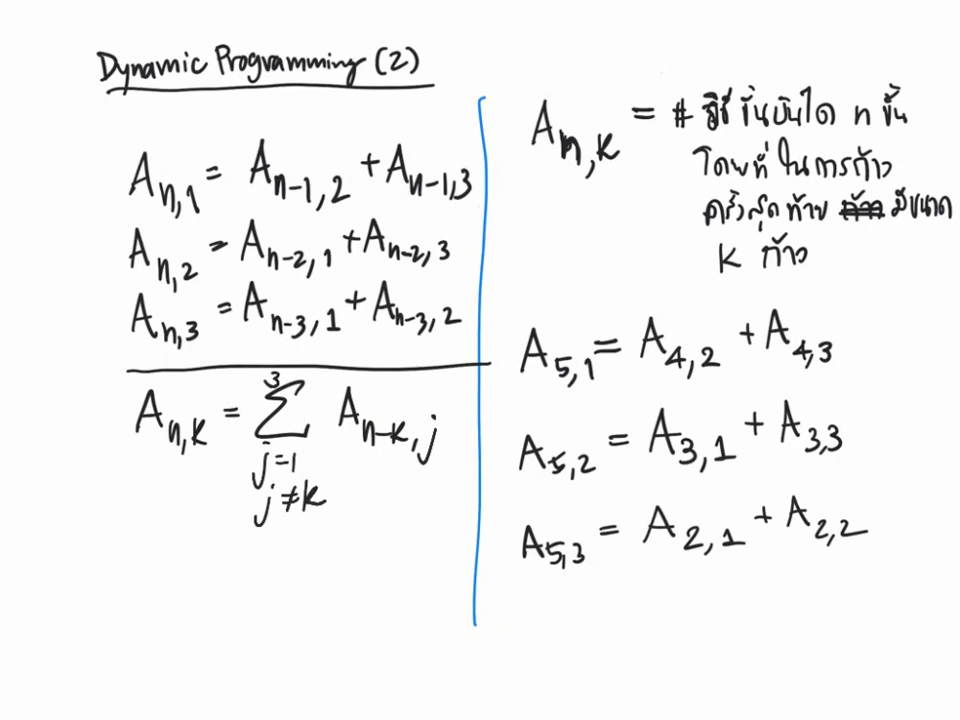 Dynamic Programming (2)
A_{n,1} = A_{n-1,2} + A_{n-1,3}
A_{n,2} = A_{n-2,1} + A_{n-2,3}
A_{n,3} = A_{n-3,1} + A_{n-3,2}
A_{n,k} = \sum_{j=1, j≠k}^{3} A_{n-k,j}
A_{n,k} = # วิธี ขึ้นบันได n ขั้น
โดยที่ ในการก้าว
ครั้งสุดท้าย มีขนาด
k ก้าว
A_{5,1} = A_{4,2} + A_{4,3}
A_{5,2} = A_{3,1} + A_{3,3}
A_{5,3} = A_{2,1} + A_{2,2}